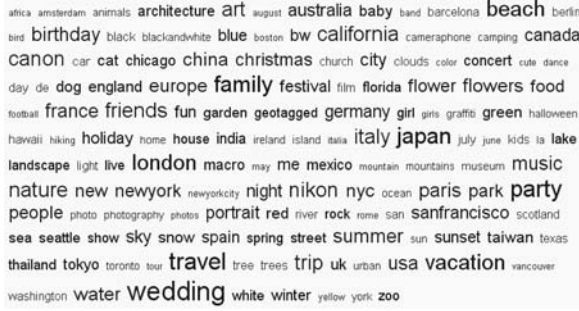 africa amsterdam animals architecture art august australia baby band barcelona beach berlin
bird birthday black blackandwhite blue boston bw california cameraphone camping canada
canon car cat chicago china christmas church city clouds color concert cute dance
day de dog england europe family festival film florida flower flowers food
football france friends fun garden geotagged germany girl girls graffiti green halloween
hawaii hiking holiday home house india ireland island italia italy japan july june kids la lake
landscape light live london macro may me mexico mountain mountains museum music
nature new newyork newyorkcity night nikon nyc ocean paris park party
people photo photography photos portrait red river rock rome san sanfrancisco scotland
sea seattle show sky snow spain spring street summer sun sunset taiwan texas
thailand tokyo toronto tour travel tree trees trip uk urban usa vacation vancouver
washington water wedding white winter yellow york zoo